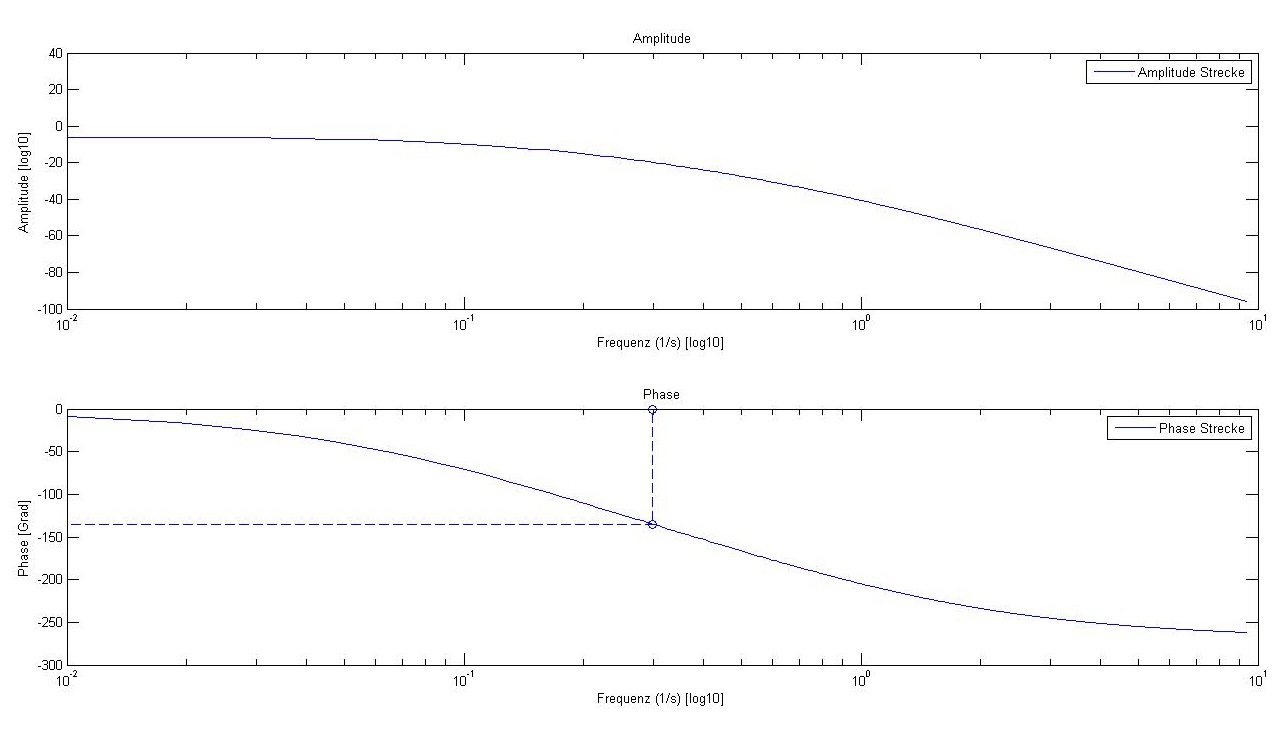 Amplitude
40
20
0
-20
-40
-60
-80
-100
Amplitude [log10]
Amplitude Strecke
10^-2
10^-1
10^0
10^1
Frequenz (1/s) [log10]
Phase
0
-50
-100
-150
-200
-250
-300
Phase [Grad]
Phase Strecke
10^-2
10^-1
10^0
10^1
Frequenz (1/s) [log10]